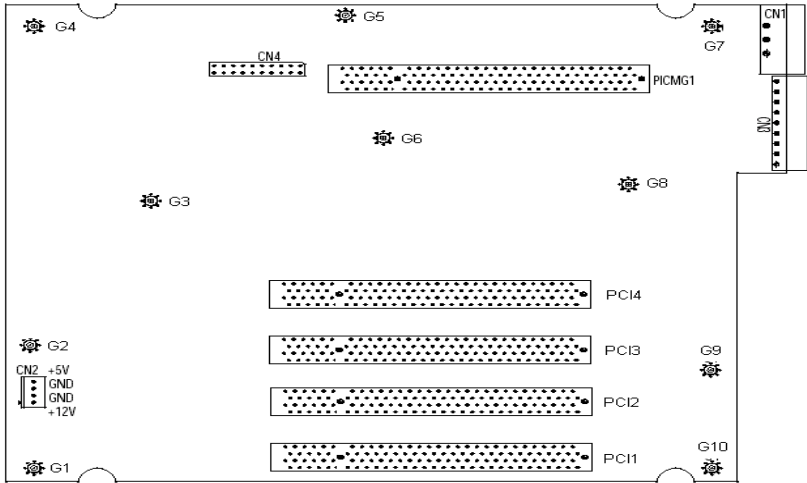 G4
G5
G7
CN1
CN4
PICMG1
CN3
G6
G8
G3
PCI4
G2
PCI3
G9
CN2 +5V
GND
GND
+12V
PCI2
G1
PCI1
G10